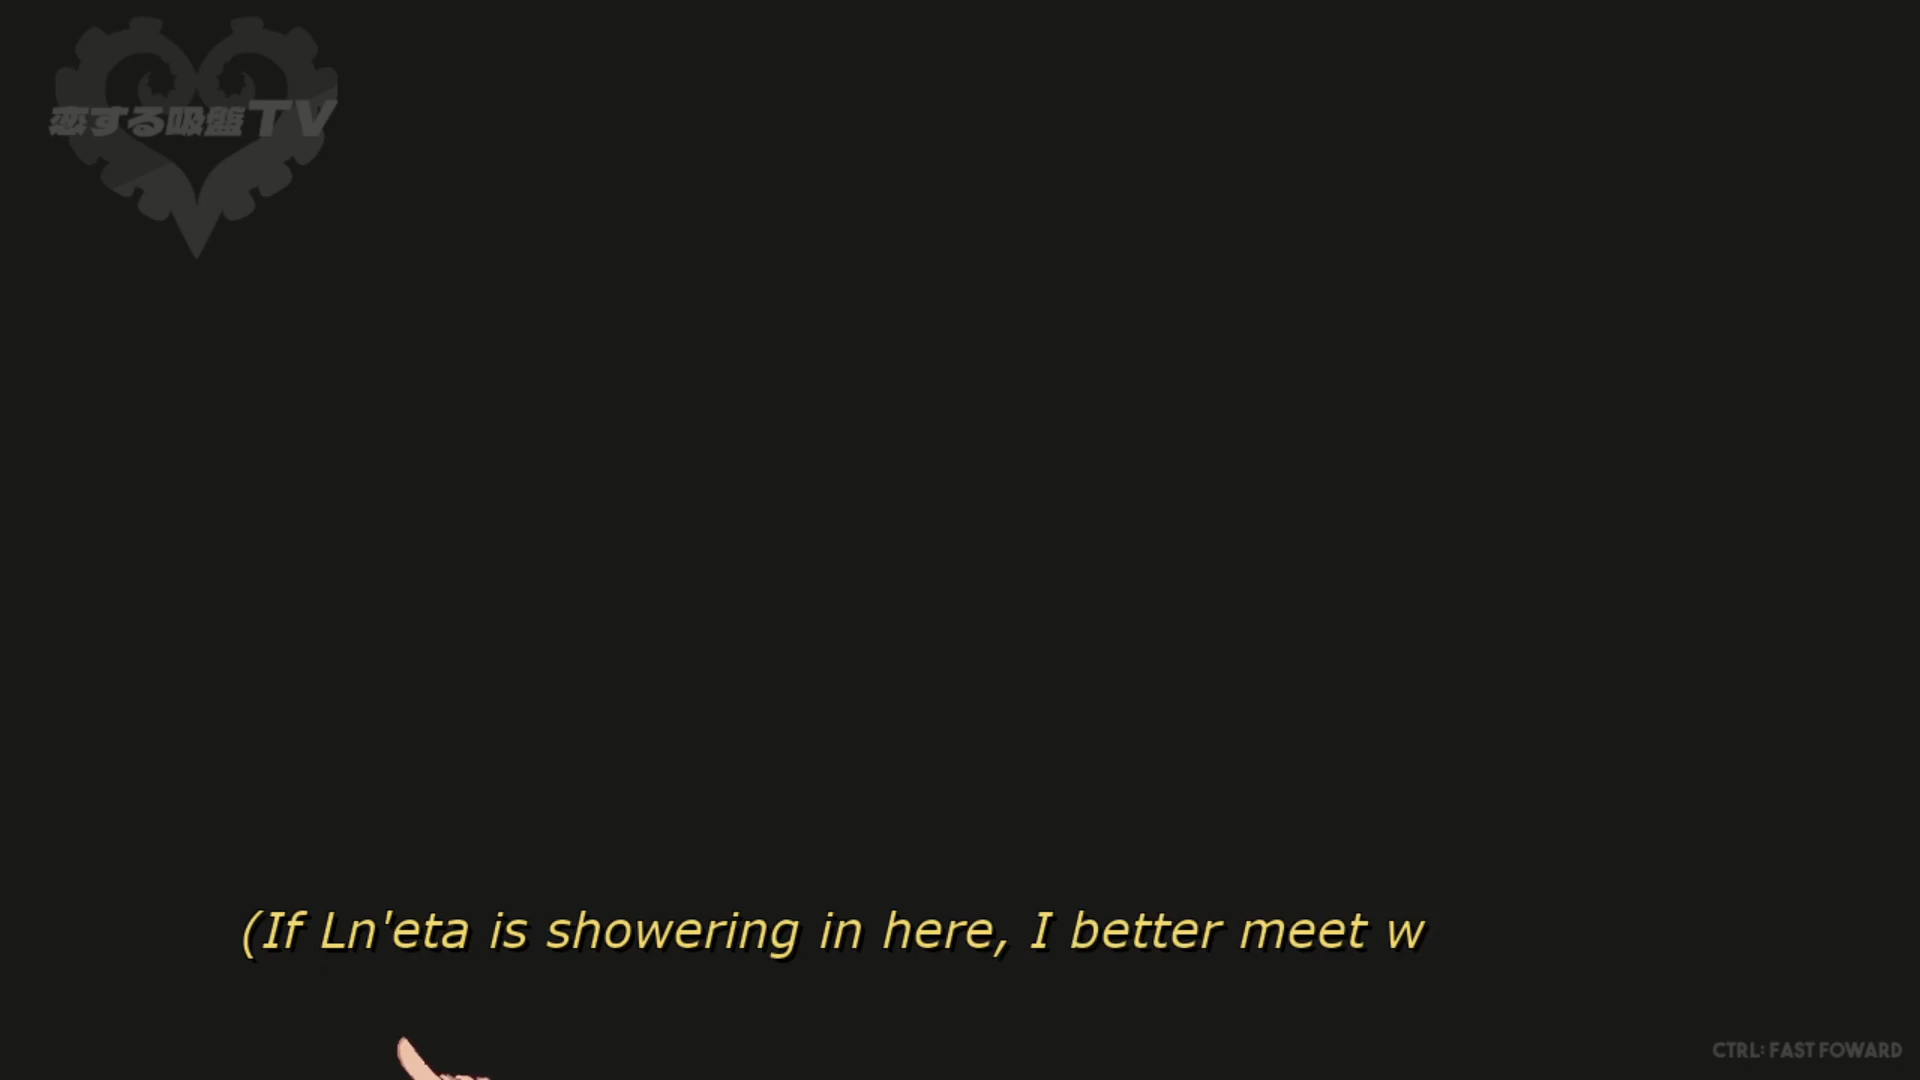 恋する吸盤TV
(If Ln'eta is showering in here, I better meet w
CTRL: FAST FOWARD